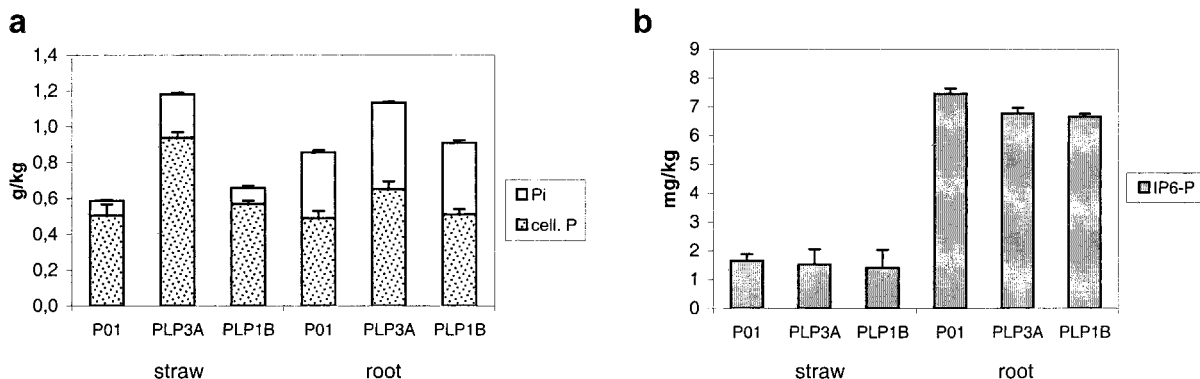 a
1,4
1,2
1,0
0,8
0,6
0,4
0,2
0,0
g/kg
P01 PLP3A PLP1B P01 PLP3A PLP1B
straw root
Pi
cell. P
b
9
8
7
6
5
4
3
2
1
0
mg/kg
P01 PLP3A PLP1B P01 PLP3A PLP1B
straw root
IP6-P